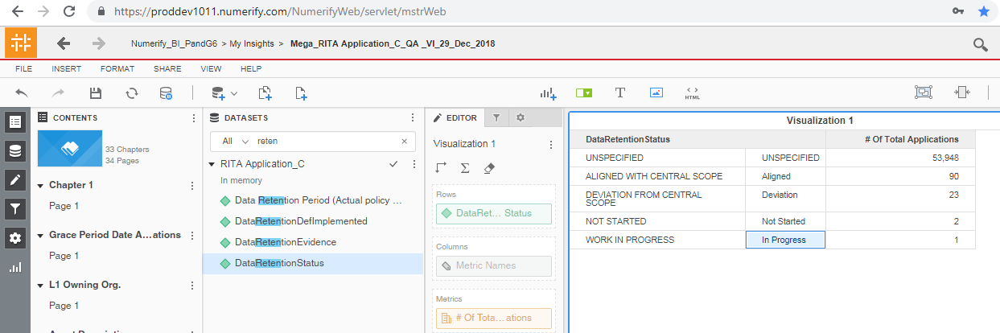 https://proddev1011.numerify.com/NumerifyWeb/servlet/mstrWeb
Numerify_BI_PandG6 > My Insights > Mega_RITA Application_C_QA _VI_29_Dec_2018
FILE INSERT FORMAT SHARE VIEW HELP
HTML
CONTENTS
33 Chapters
34 Pages
Chapter 1
Page 1
Grace Period Date A...ations
Page 1
L1 Owning Org.
Page 1
DATASETS
All reten
RITA Application_C
In memory
Data Retention Period (Actual policy ...
DataRetentionDefImplemented
DataRetentionEvidence
DataRetentionStatus
EDITOR
Visualization 1
Rows
DataRet... Status
Columns
Metric Names
Metrics
# Of Tota...ations
Visualization 1
DataRetentionStatus # Of Total Applications
UNSPECIFIED UNSPECIFIED 53,948
ALIGNED WITH CENTRAL SCOPE Aligned 90
DEVIATION FROM CENTRAL SCOPE Deviation 23
NOT STARTED Not Started 2
WORK IN PROGRESS In Progress 1